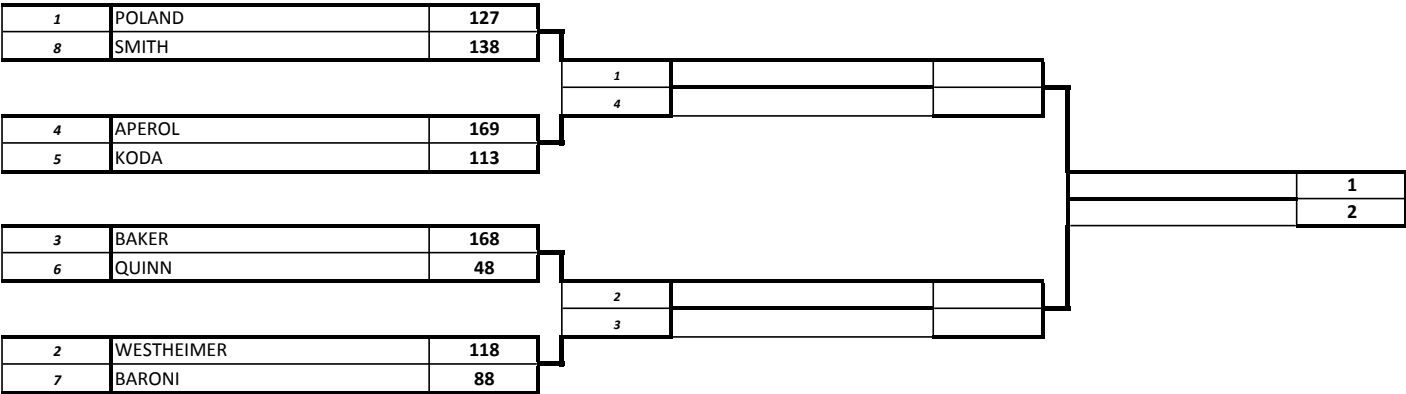 1 POLAND 127
8 SMITH 138
1
4
4 APEROL 169
5 KODA 113
1
2
3 BAKER 168
6 QUINN 48
2
3
2 WESTHEIMER 118
7 BARONI 88